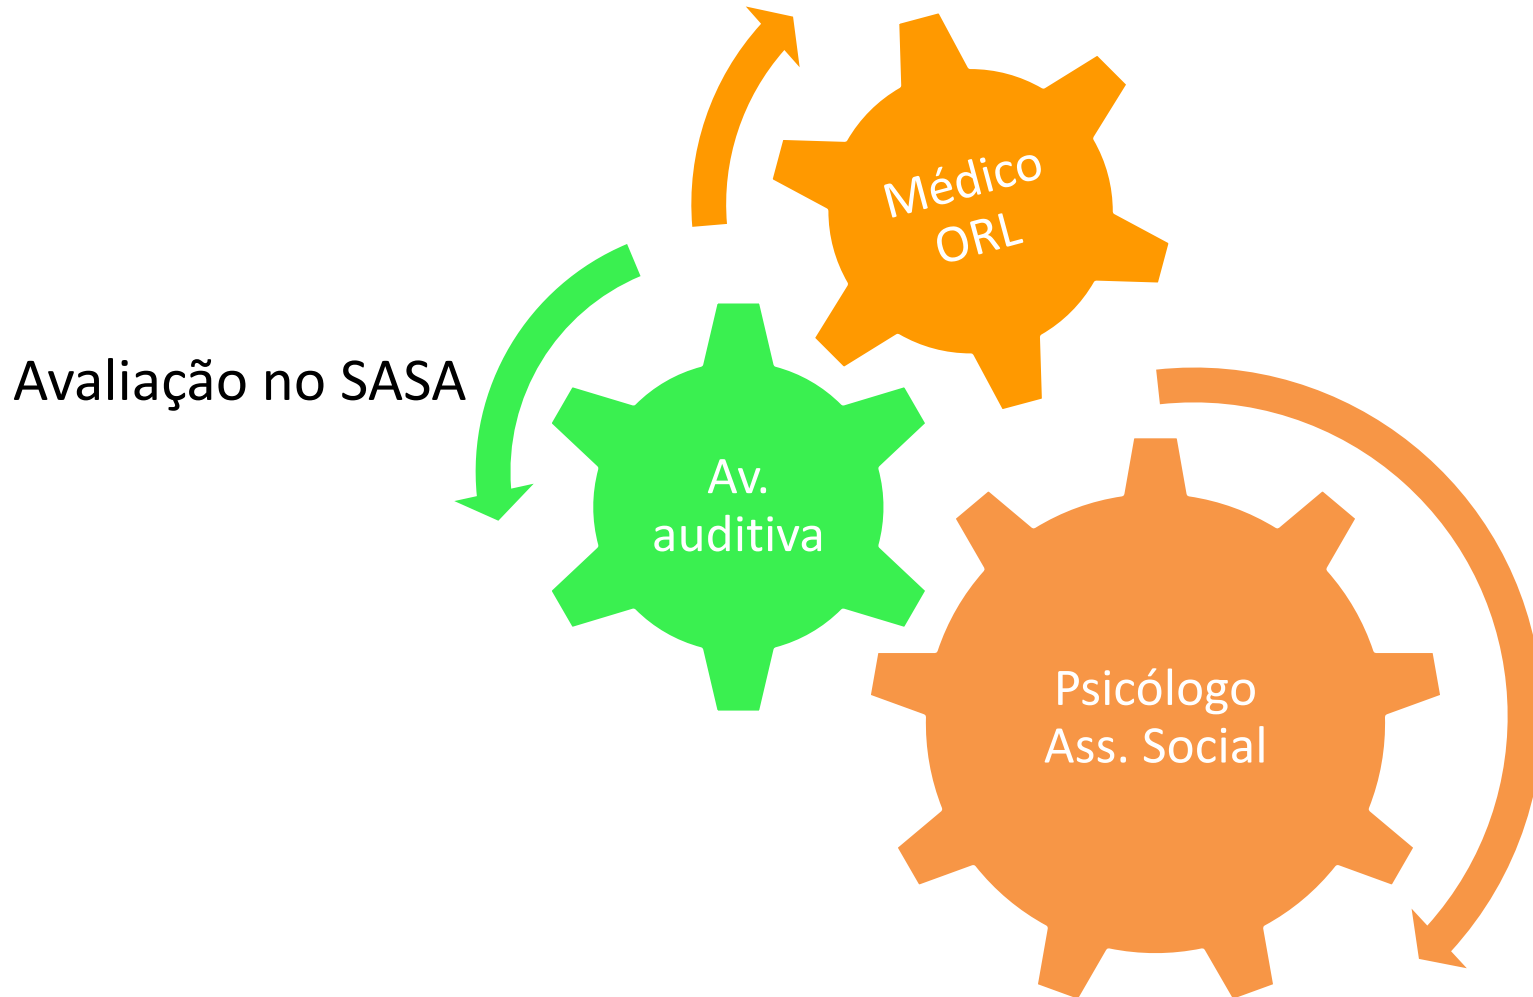 Médico
ORL
Avaliação no SASA
Av.
auditiva
Psicólogo
Ass. Social